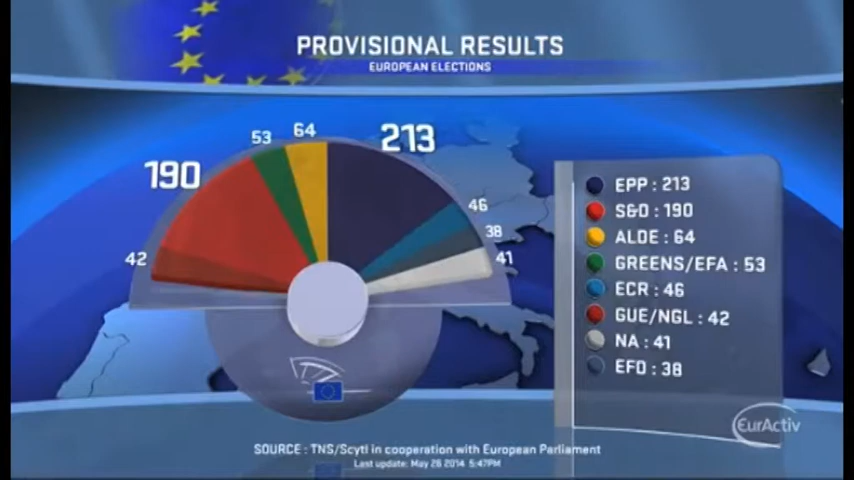 PROVISIONAL RESULTS
EUROPEAN ELECTIONS
53
64
213
190
46
38
42
41
EPP : 213
S&D : 190
ALDE : 64
GREENS/EFA : 53
ECR : 46
GUE/NGL : 42
NA : 41
EFD : 38
EurActiv
SOURCE : TNS/Scytl in cooperation with European Parliament
Last update: May 26 2014 5:47PM